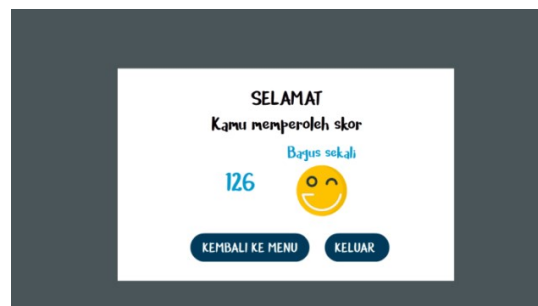 SELAMAT
Kamu memperoleh skor
Bagus sekali
126
KEMBALI KE MENU KELUAR